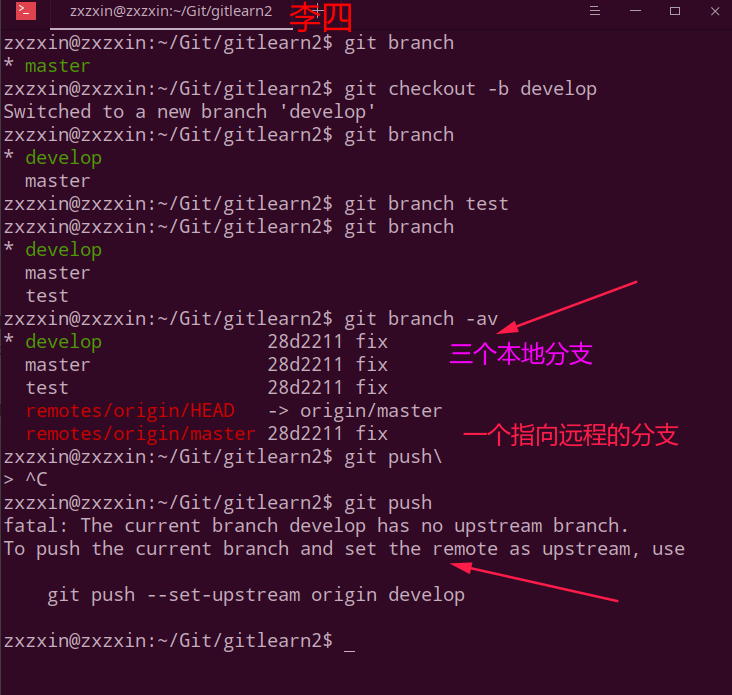 zxzxin@zxzxin:~/Git/gitlearn2 李四
zxzxin@zxzxin:~/Git/gitlearn2$ git branch
* master
zxzxin@zxzxin:~/Git/gitlearn2$ git checkout -b develop
Switched to a new branch 'develop'
zxzxin@zxzxin:~/Git/gitlearn2$ git branch
* develop
master
zxzxin@zxzxin:~/Git/gitlearn2$ git branch test
zxzxin@zxzxin:~/Git/gitlearn2$ git branch
* develop
master
test
zxzxin@zxzxin:~/Git/gitlearn2$ git branch -av
* develop 28d2211 fix
三个本地分支
master 28d2211 fix
test 28d2211 fix
remotes/origin/HEAD -> origin/master
remotes/origin/master 28d2211 fix
一个指向远程的分支
zxzxin@zxzxin:~/Git/gitlearn2$ git push\
> ^C
zxzxin@zxzxin:~/Git/gitlearn2$ git push
fatal: The current branch develop has no upstream branch.
To push the current branch and set the remote as upstream, use
git push --set-upstream origin develop
zxzxin@zxzxin:~/Git/gitlearn2$ _